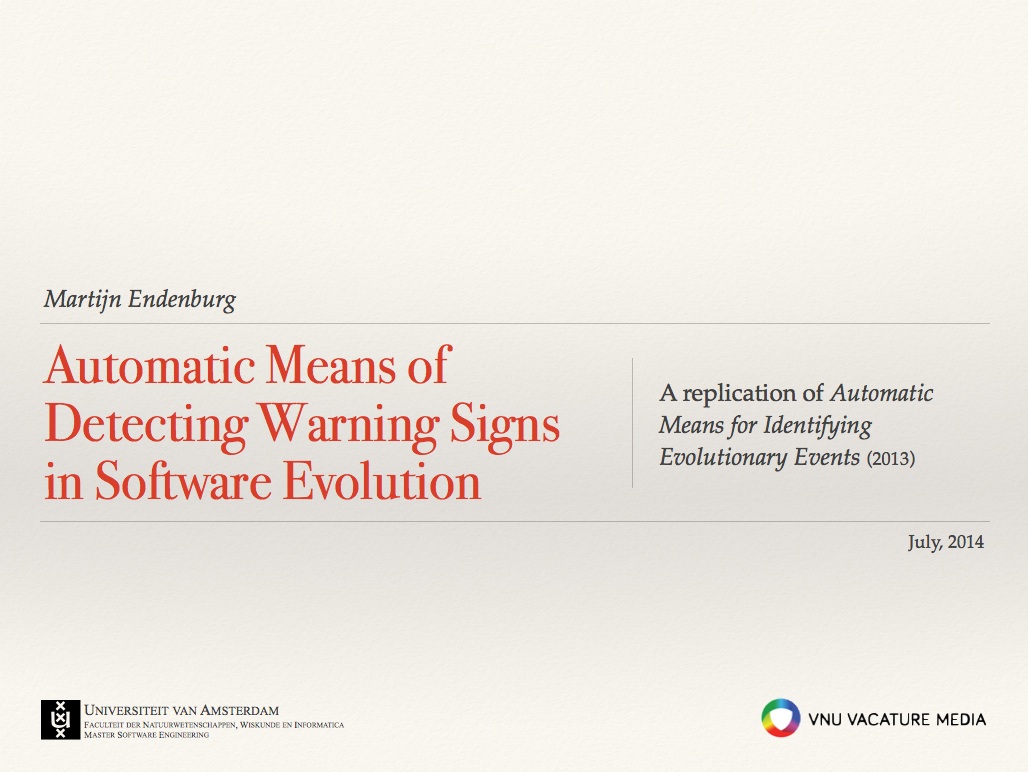 Martijn Endenburg
Automatic Means of
Detecting Warning Signs
in Software Evolution
A replication of Automatic
Means for Identifying
Evolutionary Events (2013)
July, 2014
UNIVERSITEIT VAN AMSTERDAM
FACULTEIT DER NATUURWETENSCHAPPEN, WISKUNDE EN INFORMATICA
MASTER SOFTWARE ENGINEERING
VNU VACATURE MEDIA